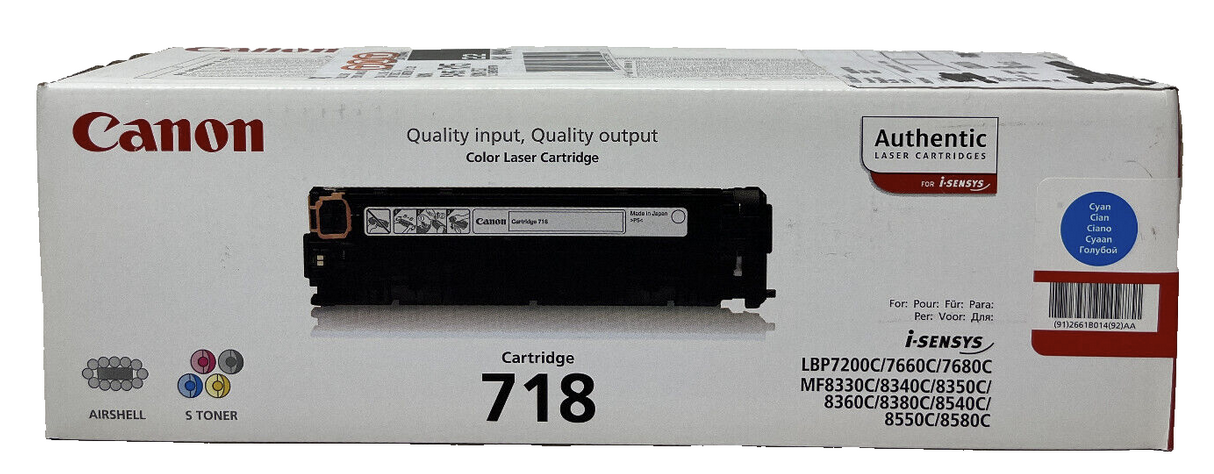 Canon
Canon
Quality input, Quality output
Color Laser Cartridge
Authentic
LASER CARTRIDGES
FOR i-SENSYS
Canon Cartridge 718
Made in Japan
>PS<
Cyan
Cian
Ciano
Cyaan
Голубой
(91)2661B014(92)AA
For: Pour: Für: Para:
Per: Voor: Для:
i-SENSYS
LBP7200C/7660C/7680C
MF8330C/8340C/8350C/
8360C/8380C/8540C/
8550C/8580C
Cartridge
718
AIRSHELL
S TONER